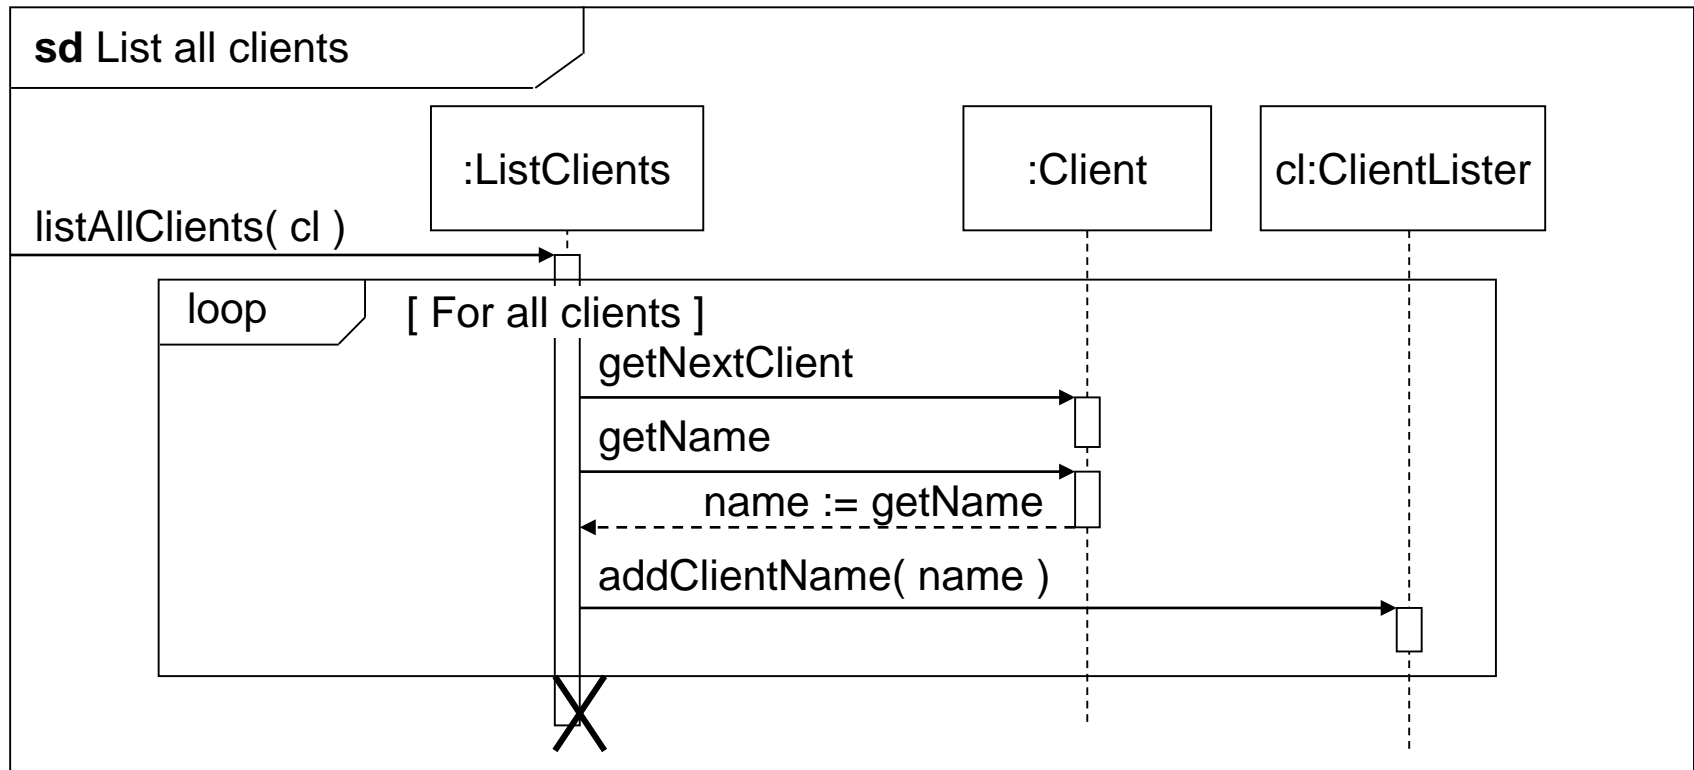 sd List all clients
:ListClients
:Client
cl:ClientLister
listAllClients( cl )
loop
[ For all clients ]
getNextClient
getName
name := getName
addClientName( name )